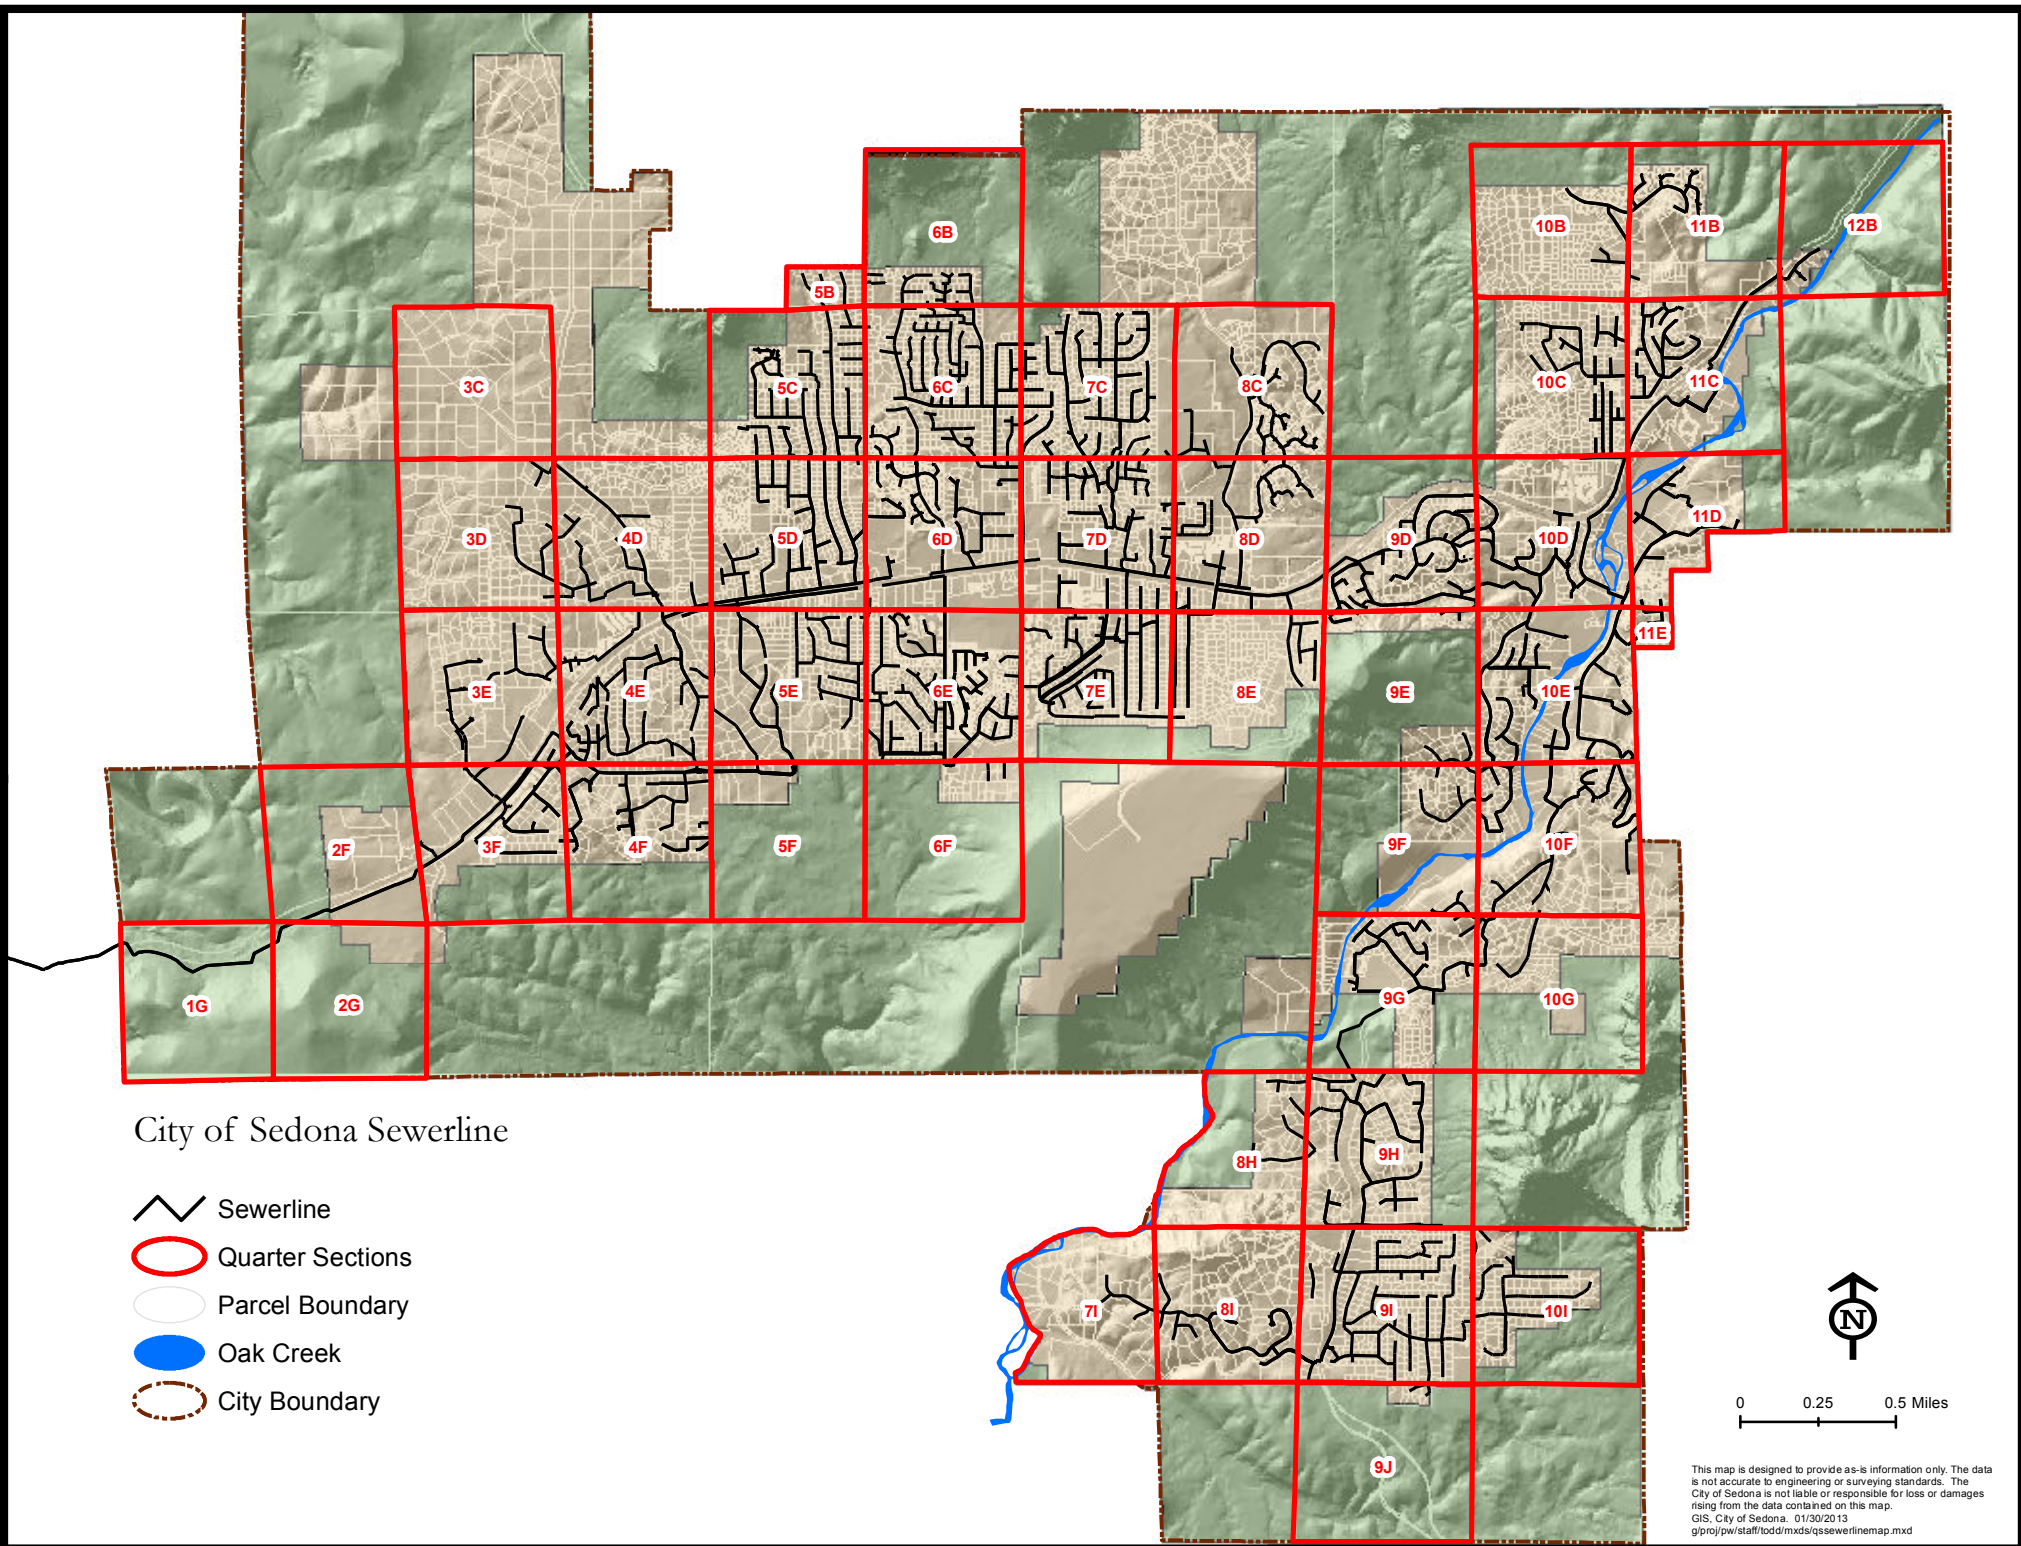 6B
10B
11B
12B
5B
3C
5C
6C
7C
8C
10C
11C
3D
4D
5D
6D
7D
8D
9D
10D
11D
11E
3E
4E
5E
6E
7E
8E
9E
10E
2F
3F
4F
5F
6F
9F
10F
1G
2G
9G
10G
8H
9H
7I
8I
9I
10I
9J
City of Sedona Sewerline
Sewerline
Quarter Sections
Parcel Boundary
Oak Creek
City Boundary
N
0 0.25 0.5 Miles
This map is designed to provide as-is information only. The data
is not accurate to engineering or surveying standards. The
City of Sedona is not liable or responsible for loss or damages
rising from the data contained on this map.
GIS, City of Sedona. 01/30/2013
g/proj/pw/staff/todd/mxds/qssewerlinemap.mxd